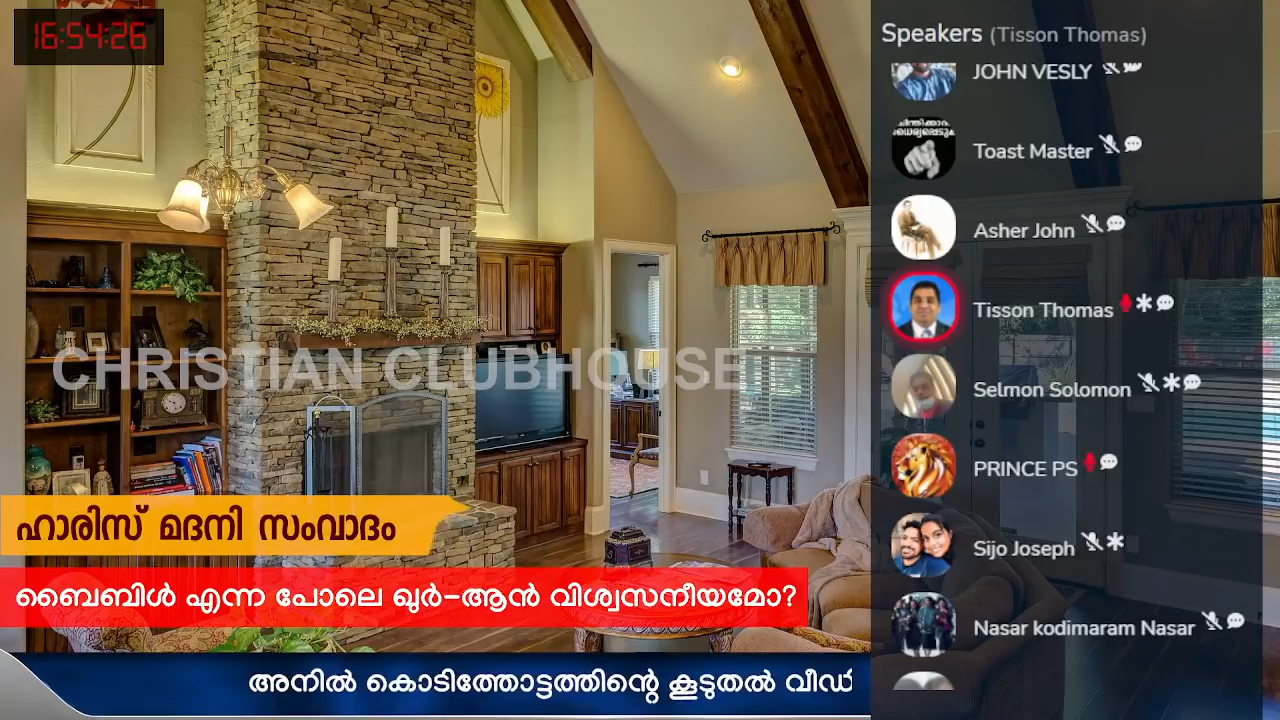 16:54:26
Speakers (Tisson Thomas)
JOHN VESLY
ചിന്തിക്കാൻ
Toast Master
Asher John
Tisson Thomas
Selmon Solomon
PRINCE PS
Sijo Joseph
Nasar kodimaram Nasar
CHRISTIAN CLUBHOUSE
ഹാരിസ് മദനി സംവാദം
ബൈബിൾ എന്ന പോലെ ഖുർ-ആൻ വിശ്വസനീയമോ?
അനിൽ കൊടിത്തോട്ടത്തിന്റെ കൂടുതൽ വീഡി